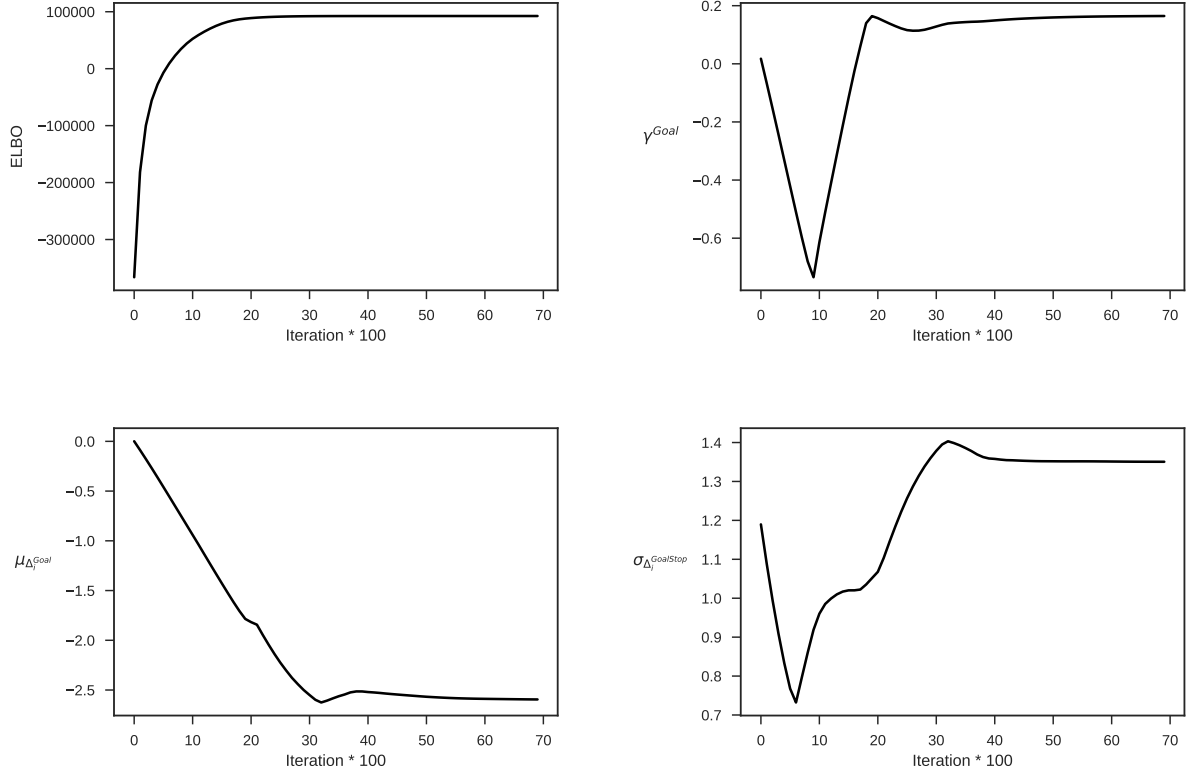 100000
0
−100000
−200000
−300000
ELBO
0 10 20 30 40 50 60 70
Iteration * 100
0.2
0.0
−0.2
−0.4
−0.6
γ^Goal
0 10 20 30 40 50 60 70
Iteration * 100
0.0
−0.5
−1.0
−1.5
−2.0
−2.5
μ_Δ_i^Goal
0 10 20 30 40 50 60 70
Iteration * 100
1.4
1.3
1.2
1.1
1.0
0.9
0.8
0.7
σ_Δ_i^GoalStop
0 10 20 30 40 50 60 70
Iteration * 100